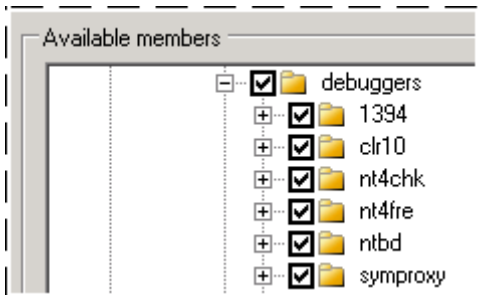 Available members
debuggers
1394
clr10
nt4chk
nt4fre
ntbd
symproxy